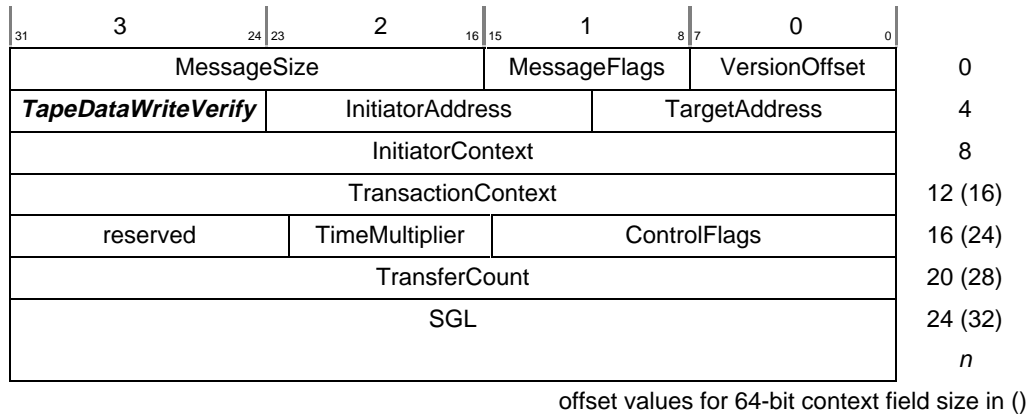 3 2 1 0
31 24 23 16 15 8 7 0
MessageSize MessageFlags VersionOffset 0
TapeDataWriteVerify InitiatorAddress TargetAddress 4
InitiatorContext 8
TransactionContext 12 (16)
reserved TimeMultiplier ControlFlags 16 (24)
TransferCount 20 (28)
SGL 24 (32)
n
offset values for 64-bit context field size in ()